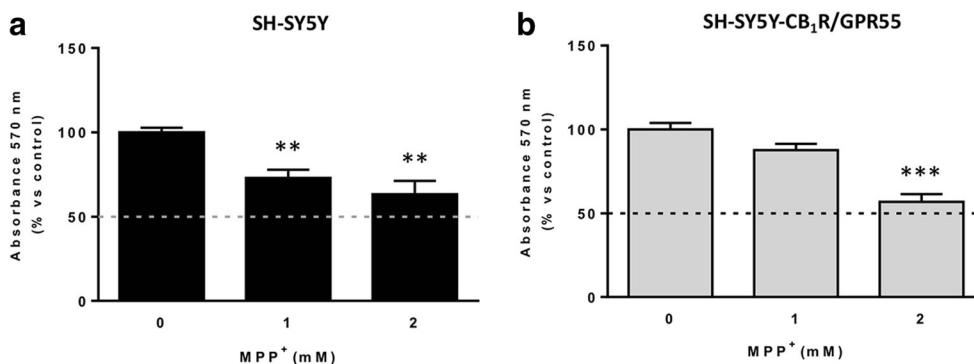 a
SH-SY5Y
Absorbance 570 nm
(% vs control)
150
100
50
0
**
**
0 1 2
MPP+ (mM)
b
SH-SY5Y-CB₁R/GPR55
Absorbance 570 nm
(% vs control)
150
100
50
0
***
0 1 2
MPP+ (mM)